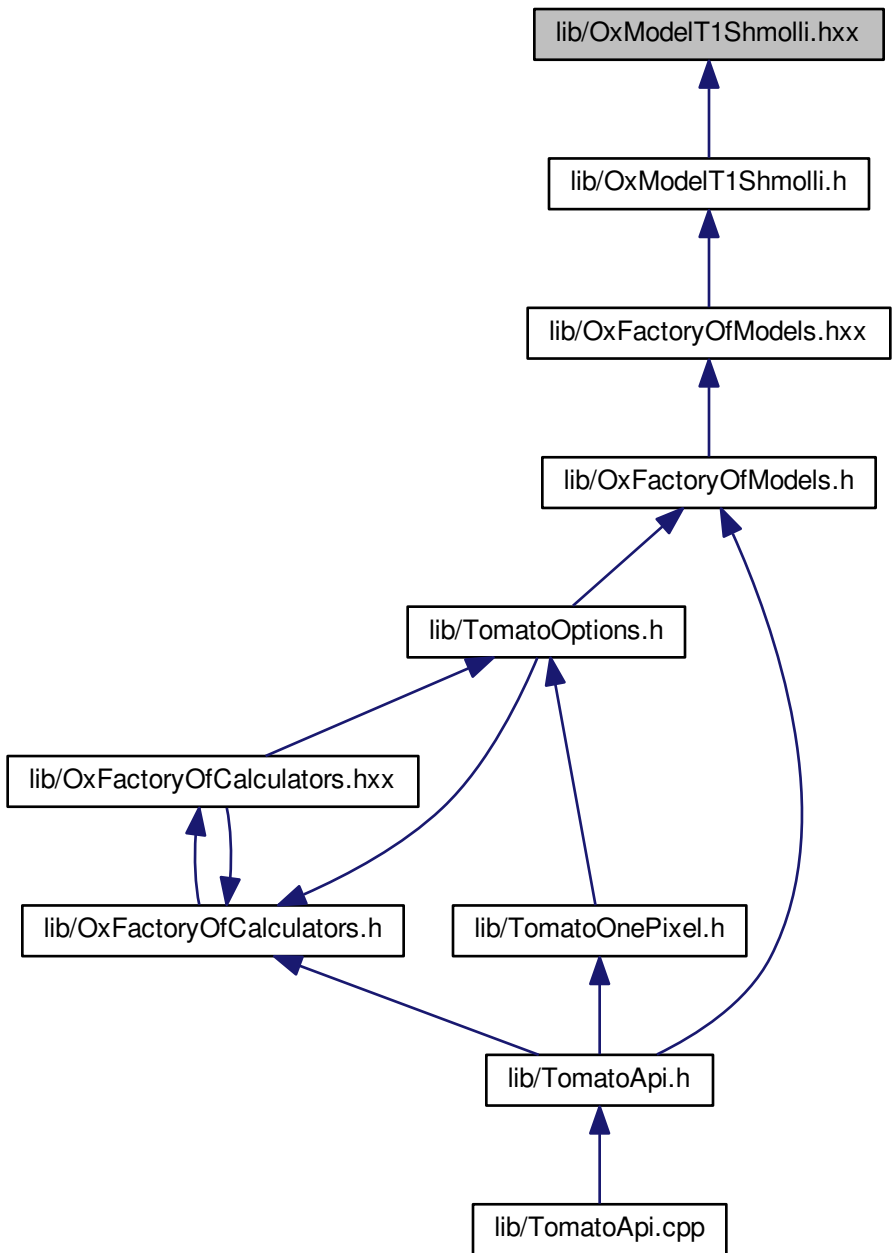 lib/OxModelT1Shmolli.hxx
lib/OxModelT1Shmolli.h
lib/OxFactoryOfModels.hxx
lib/OxFactoryOfModels.h
lib/TomatoOptions.h
lib/OxFactoryOfCalculators.hxx
lib/OxFactoryOfCalculators.h
lib/TomatoOnePixel.h
lib/TomatoApi.h
lib/TomatoApi.cpp